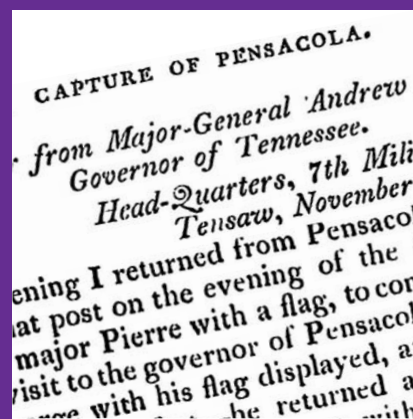 CAPTURE OF PENSACOLA.
from Major-General Andrew
Governor of Tennessee.
Head-Quarters, 7th Mili
Tensaw, November
ening I returned from Pensaco
at post on the evening of the
major Pierre with a flag, to com
visit to the governor of Pensacol
with his flag displayed, a
he returned a